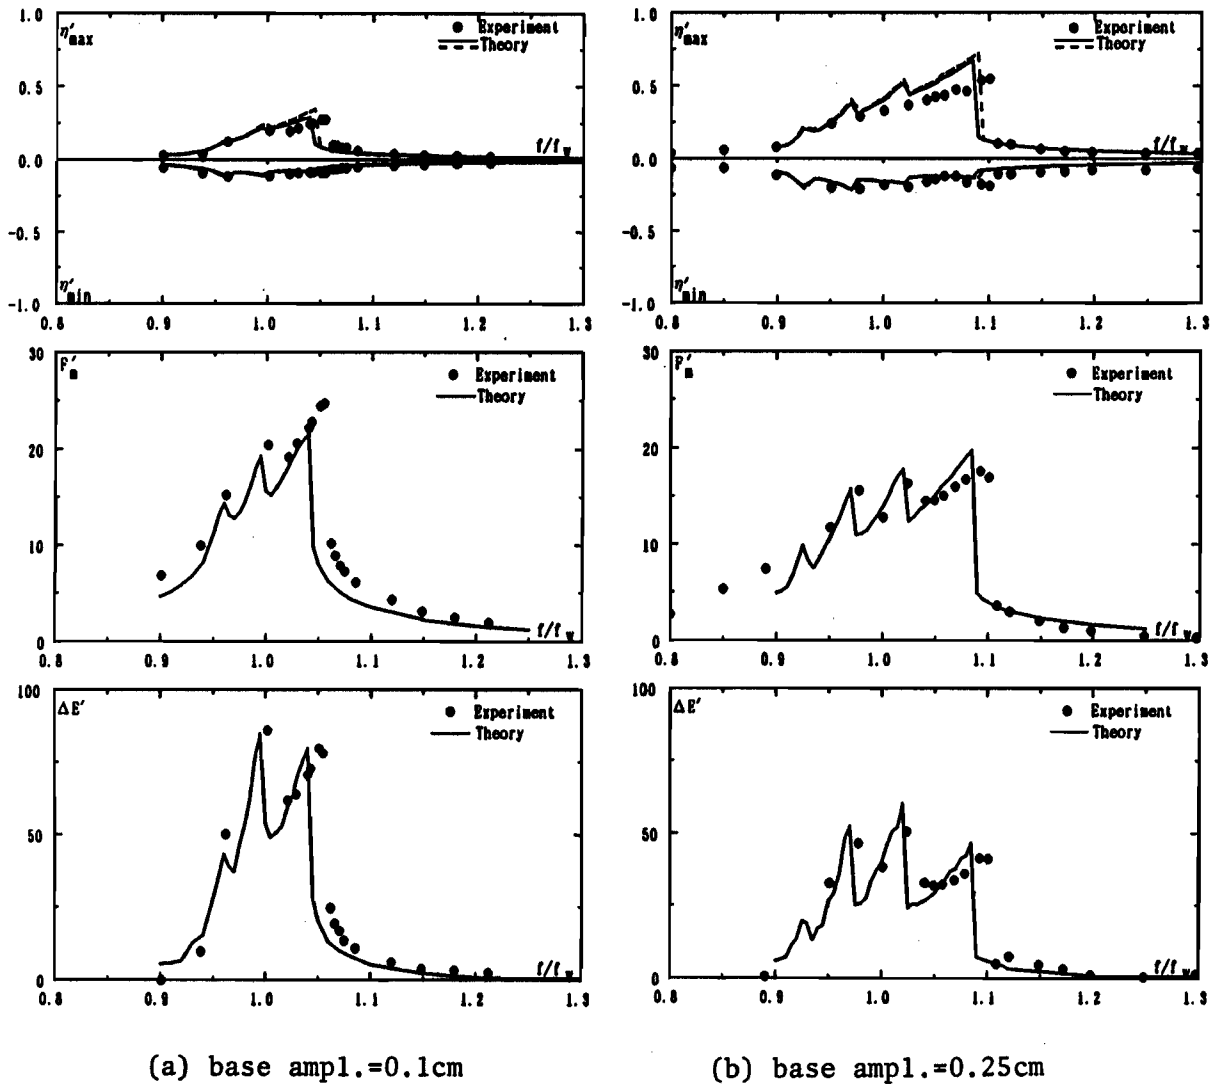 1.0
η'max
Experiment
Theory
0.5
0.0
f/fw
-0.5
-1.0
η'min
0.8 0.9 1.0 1.1 1.2 1.3
1.0
η'max
Experiment
Theory
0.5
0.0
f/fw
-0.5
-1.0
η'min
0.8 0.9 1.0 1.1 1.2 1.3
30
F'm
Experiment
Theory
20
10
0
f/fw
0.8 0.9 1.0 1.1 1.2 1.3
30
F'm
Experiment
Theory
20
10
0
f/fw
0.8 0.9 1.0 1.1 1.2 1.3
100
ΔE'
Experiment
Theory
50
0
f/fw
0.8 0.9 1.0 1.1 1.2 1.3
100
ΔE'
Experiment
Theory
50
0
f/fw
0.8 0.9 1.0 1.1 1.2 1.3
(a) base ampl.=0.1cm
(b) base ampl.=0.25cm